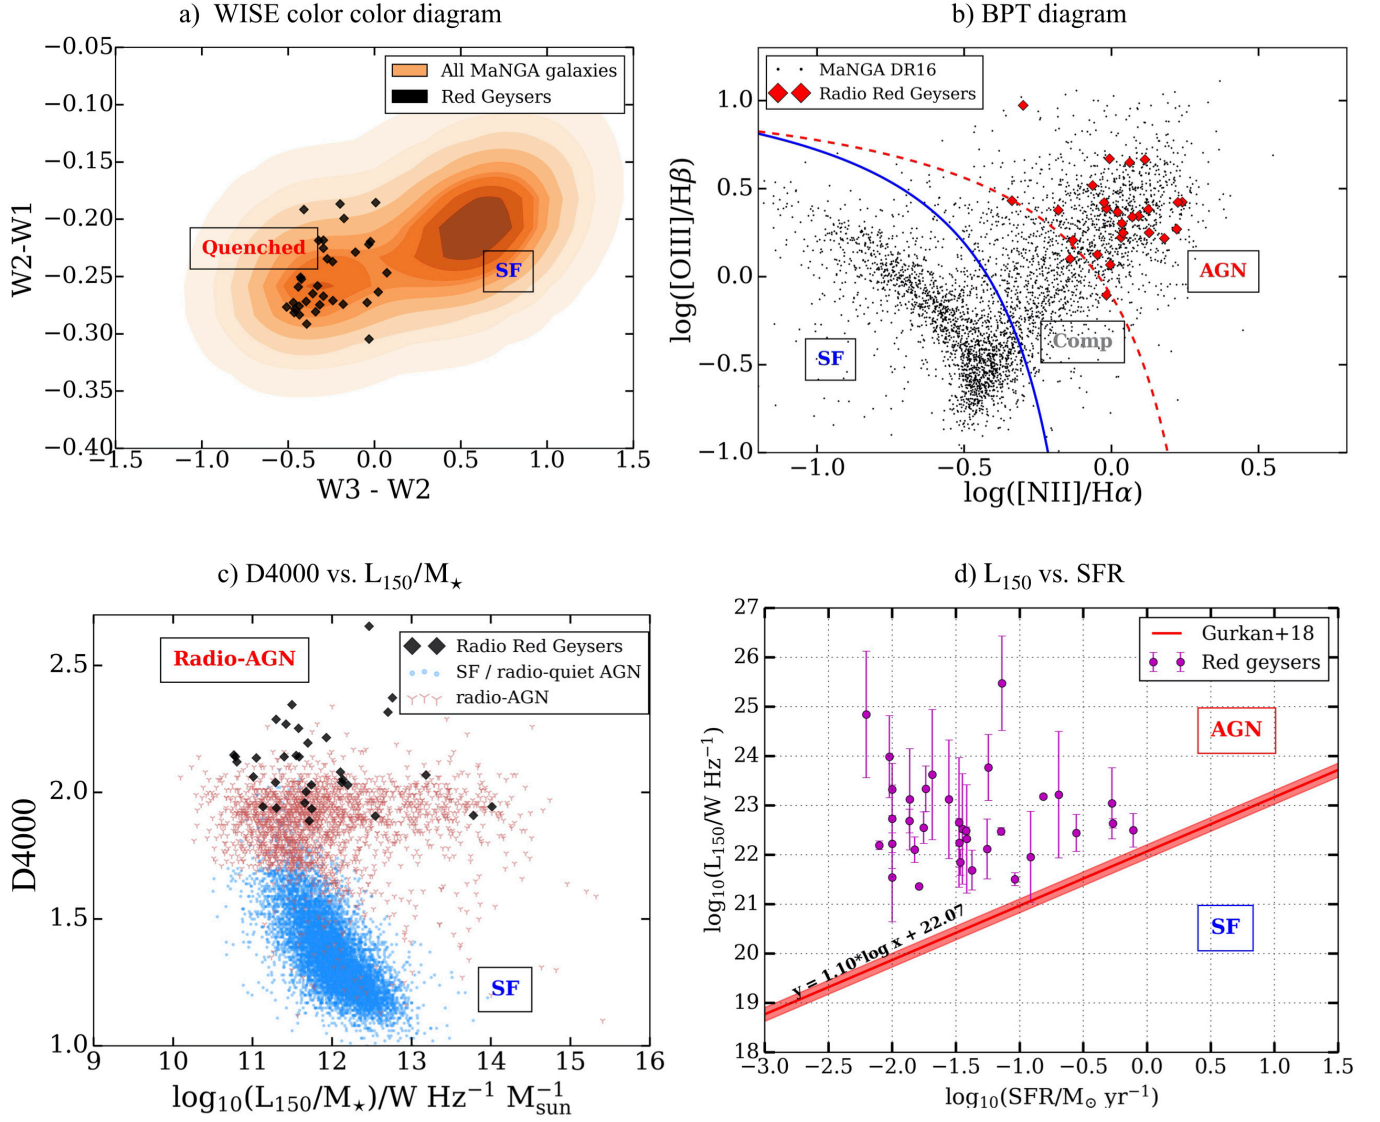 a) WISE color color diagram
−0.05
−0.10
−0.15
−0.20
−0.25
−0.30
−0.35
−0.40
W2-W1
All MaNGA galaxies
Red Geysers
Quenched
SF
−1.5 −1.0 −0.5 0.0 0.5 1.0 1.5
W3 - W2
b) BPT diagram
1.0
0.5
0.0
−0.5
−1.0
log([OIII]/Hβ)
MaNGA DR16
Radio Red Geysers
AGN
Comp
SF
−1.0 −0.5 0.0 0.5
log([NII]/Hα)
c) D4000 vs. L₁₅₀/M⋆
2.5
2.0
1.5
1.0
D4000
Radio-AGN
Radio Red Geysers
SF / radio-quiet AGN
radio-AGN
SF
9 10 11 12 13 14 15 16
log₁₀(L₁₅₀/M⋆)/W Hz⁻¹ M⁻¹sun
d) L₁₅₀ vs. SFR
27
26
25
24
23
22
21
20
19
18
log₁₀(L₁₅₀/W Hz⁻¹)
Gurkan+18
Red geysers
AGN
SF
y = 1.10*log x + 22.07
−3.0 −2.5 −2.0 −1.5 −1.0 −0.5 0.0 0.5 1.0 1.5
log₁₀(SFR/M⊙ yr⁻¹)